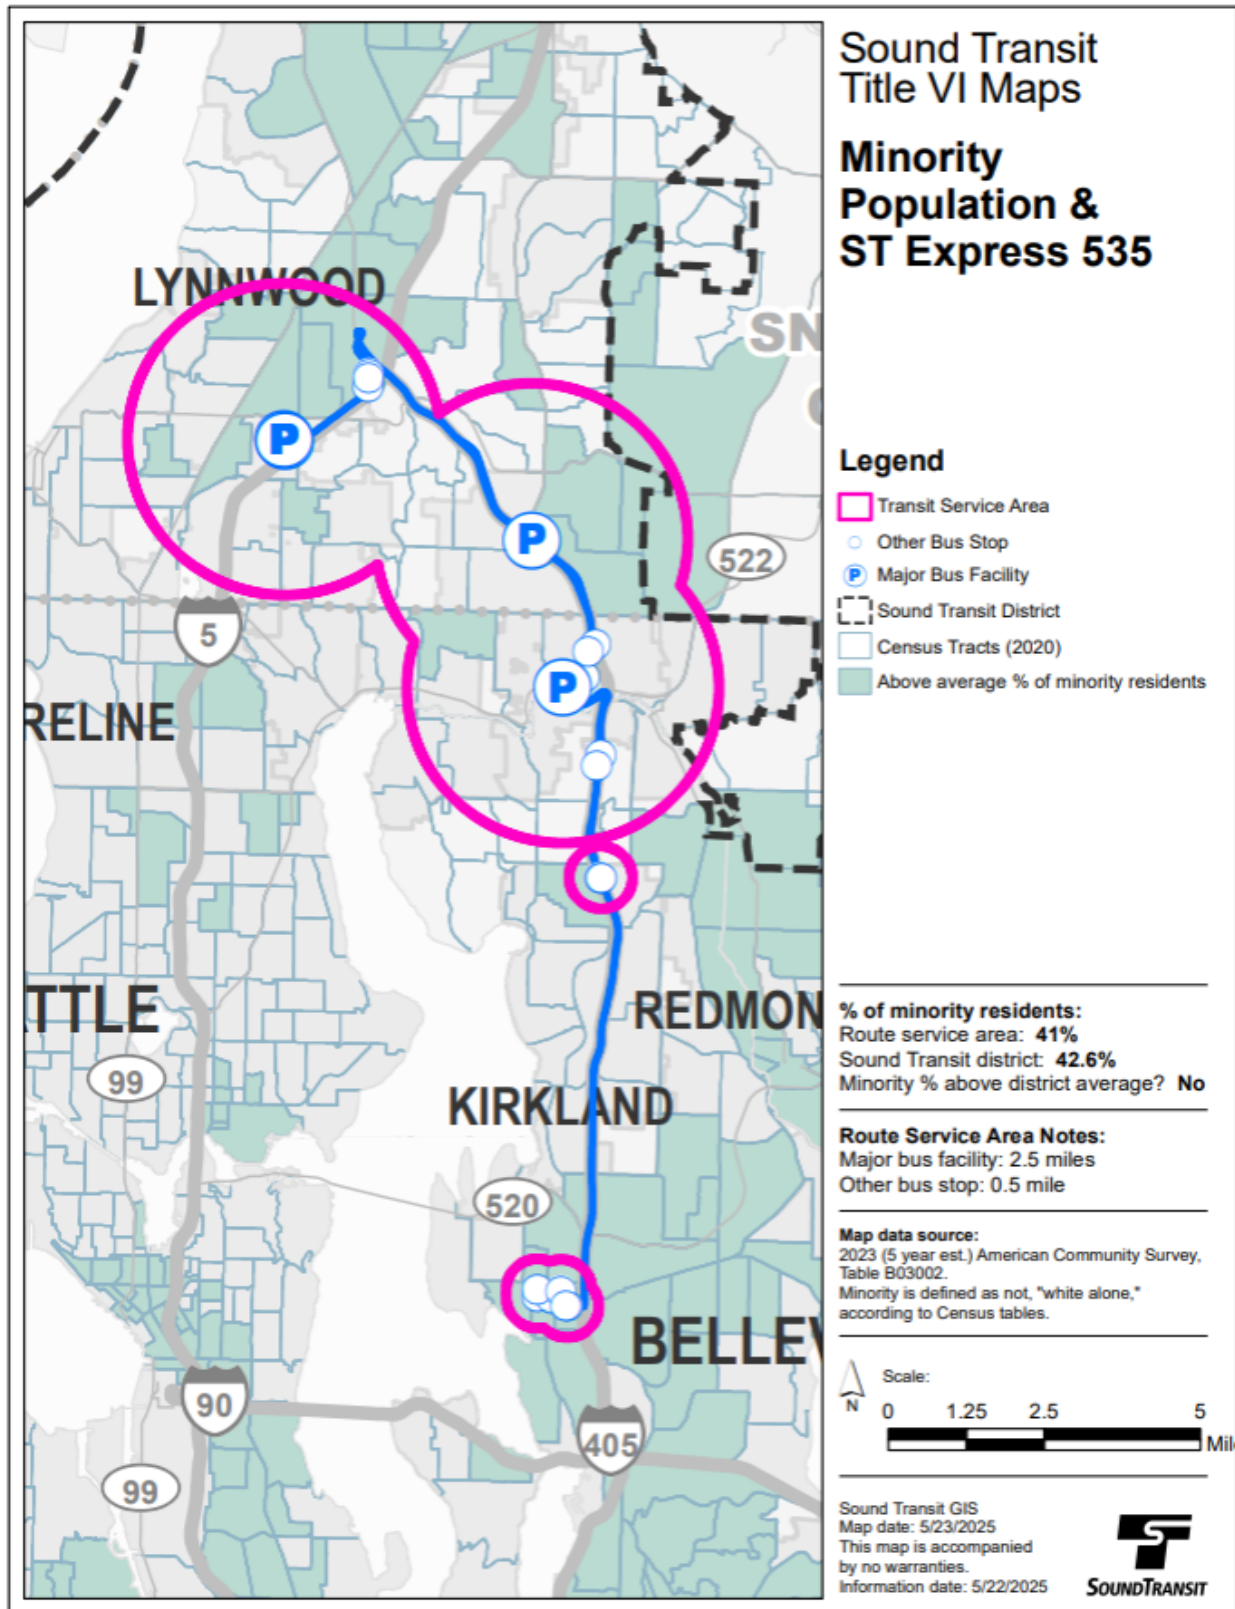 Sound Transit
Title VI Maps
Minority
Population &
ST Express 535
LYNNWOOD
SN
P
P
522
5
P
RELINE
TTLE
REDMON
99
KIRKLAND
520
BELLEV
90
405
99
Legend
Transit Service Area
Other Bus Stop
P Major Bus Facility
Sound Transit District
Census Tracts (2020)
Above average % of minority residents
% of minority residents:
Route service area: 41%
Sound Transit district: 42.6%
Minority % above district average? No
Route Service Area Notes:
Major bus facility: 2.5 miles
Other bus stop: 0.5 mile
Map data source:
2023 (5 year est.) American Community Survey,
Table B03002.
Minority is defined as not, "white alone,"
according to Census tables.
Scale:
N
0 1.25 2.5 5
Mil
Sound Transit GIS
Map date: 5/23/2025
This map is accompanied
by no warranties.
Information date: 5/22/2025
SOUNDTRANSIT